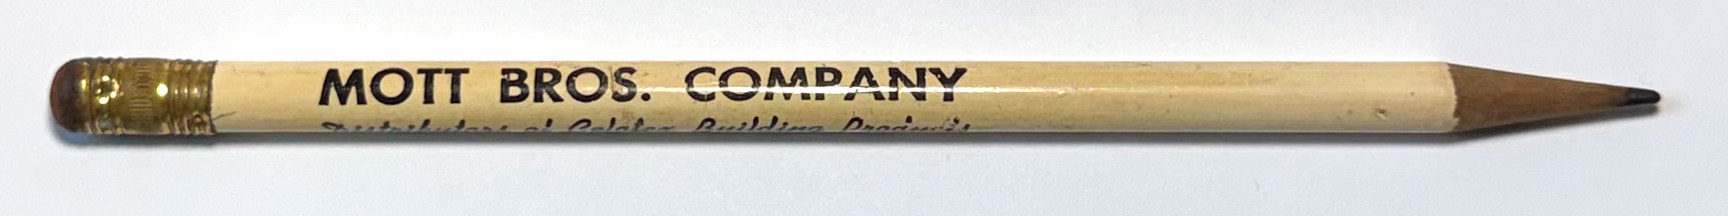 MOTT BROS. COMPANY
Distributors of Celotex Building Products